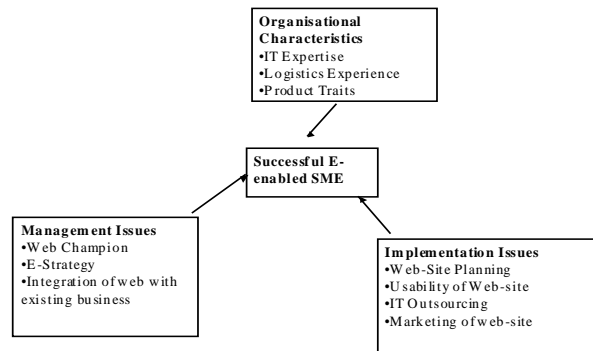 Organisational
Characteristics
•IT Expertise
•Logistics Experience
•Product Traits
Successful E-
enabled SME
Management Issues
•Web Champion
•E-Strategy
•Integration of web with
existing business
Implementation Issues
•Web-Site Planning
•Usability of Web-site
•IT Outsourcing
•Marketing of web-site